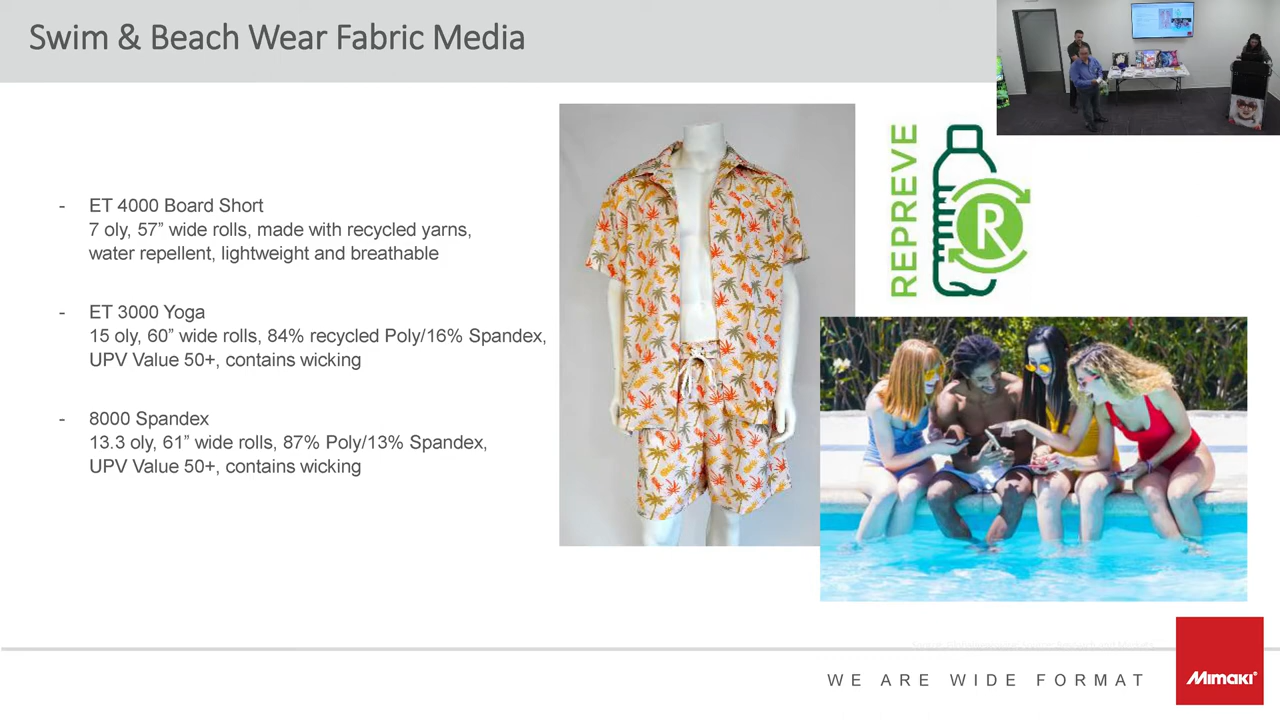 Swim & Beach Wear Fabric Media
- ET 4000 Board Short
7 oly, 57” wide rolls, made with recycled yarns,
water repellent, lightweight and breathable
- ET 3000 Yoga
15 oly, 60” wide rolls, 84% recycled Poly/16% Spandex,
UPV Value 50+, contains wicking
- 8000 Spandex
13.3 oly, 61” wide rolls, 87% Poly/13% Spandex,
UPV Value 50+, contains wicking
REPREVE
R
WE ARE WIDE FORMAT
Mimaki®